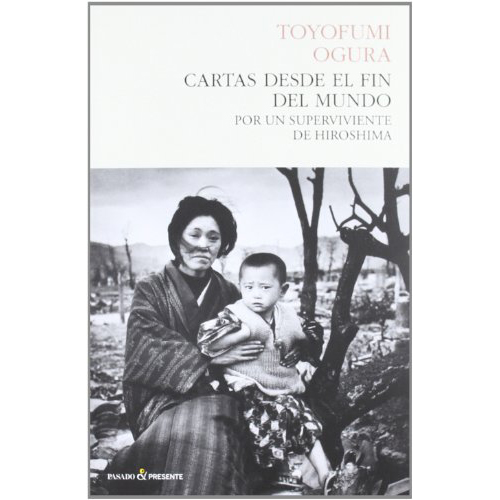 TOYOFUMI
OGURA
CARTAS DESDE EL FIN
DEL MUNDO
POR UN SUPERVIVIENTE
DE HIROSHIMA
PASADO & PRESENTE